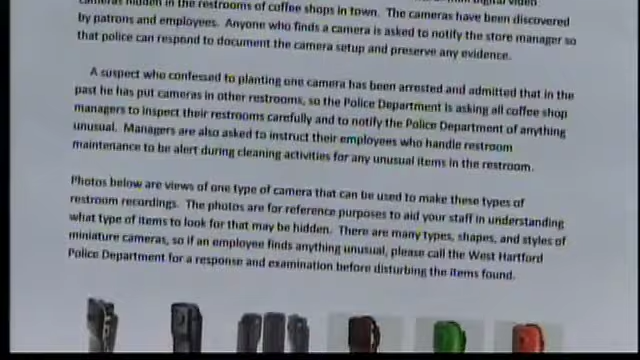 cameras hidden in the restrooms of coffee shops in town. The cameras have been discovered
by patrons and employees. Anyone who finds a camera is asked to notify the store manager so
that police can respond to document the camera setup and preserve any evidence.
A suspect who confessed to planting one camera has been arrested and admitted that in the
past he has put cameras in other restrooms, so the Police Department is asking all coffee shop
managers to inspect their restrooms carefully and to notify the Police Department of anything
unusual. Managers are also asked to instruct their employees who handle restroom
maintenance to be alert during cleaning activities for any unusual items in the restroom.
Photos below are views of one type of camera that can be used to make these types of
restroom recordings. The photos are for reference purposes to aid your staff in understanding
what type of items to look for that may be hidden. There are many types, shapes, and styles of
miniature cameras, so if an employee finds anything unusual, please call the West Hartford
Police Department for a response and examination before disturbing the items found.